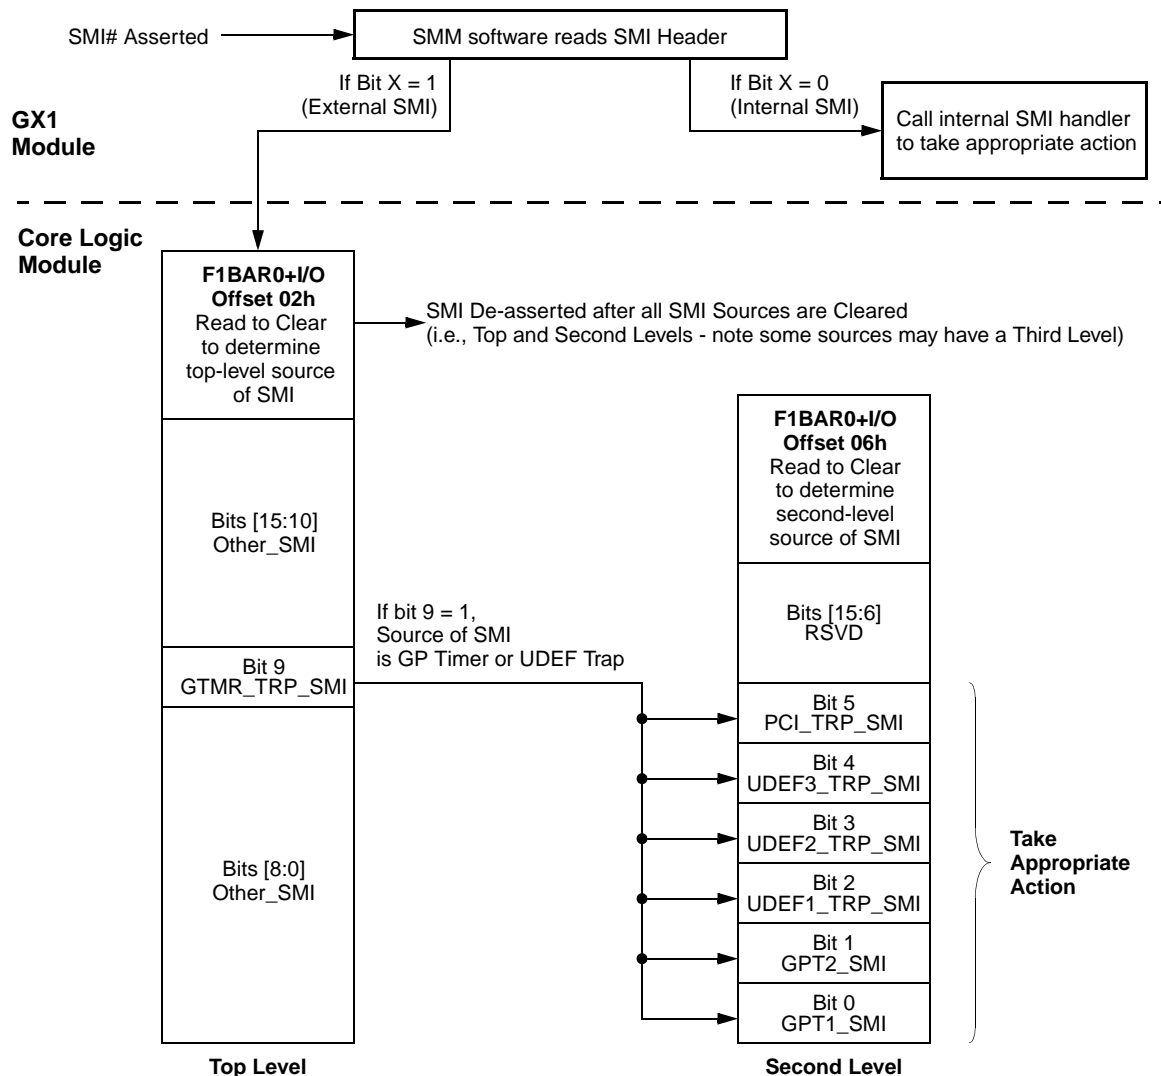 SMI# Asserted
SMM software reads SMI Header
If Bit X = 1
(External SMI)
If Bit X = 0
(Internal SMI)
GX1
Module
Call internal SMI handler
to take appropriate action
Core Logic
Module
F1BAR0+I/O
Offset 02h
Read to Clear
to determine
top-level source
of SMI
SMI De-asserted after all SMI Sources are Cleared
(i.e., Top and Second Levels - note some sources may have a Third Level)
Bits [15:10]
Other_SMI
If bit 9 = 1,
Source of SMI
is GP Timer or UDEF Trap
Bit 9
GTMR_TRP_SMI
Bits [8:0]
Other_SMI
Top Level
F1BAR0+I/O
Offset 06h
Read to Clear
to determine
second-level
source of SMI
Bits [15:6]
RSVD
Bit 5
PCI_TRP_SMI
Bit 4
UDEF3_TRP_SMI
Bit 3
UDEF2_TRP_SMI
Bit 2
UDEF1_TRP_SMI
Bit 1
GPT2_SMI
Bit 0
GPT1_SMI
Second Level
Take
Appropriate
Action